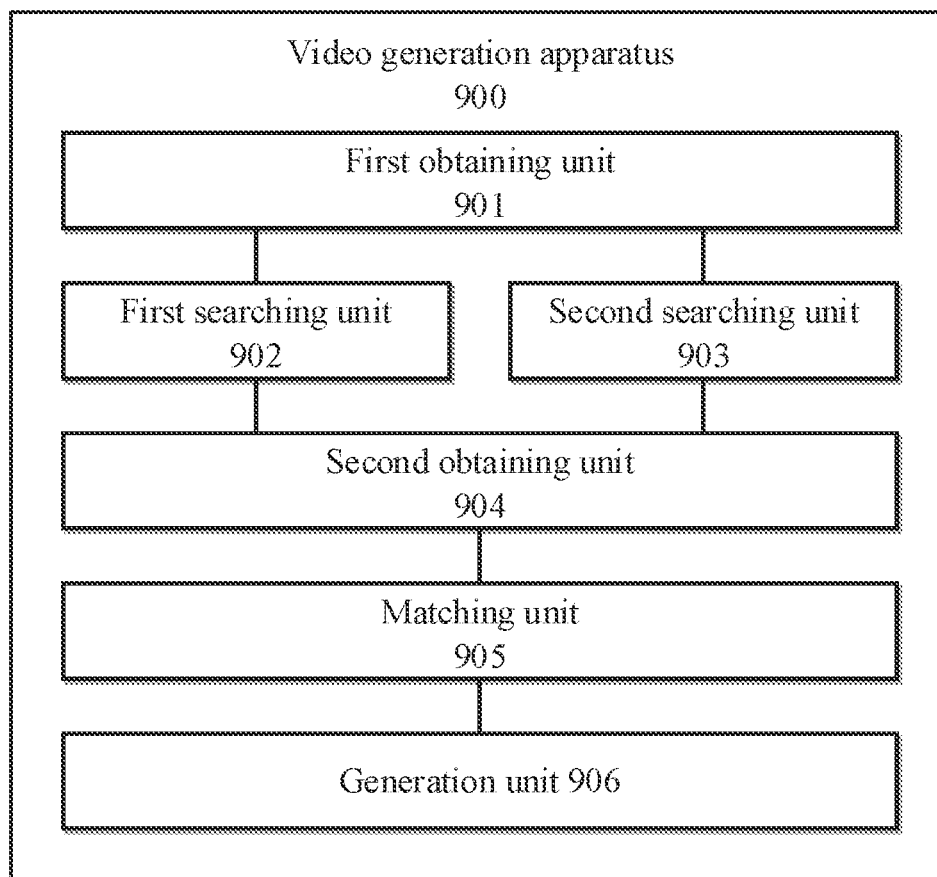 Video generation apparatus
900
First obtaining unit
901
First searching unit
902
Second searching unit
903
Second obtaining unit
904
Matching unit
905
Generation unit 906